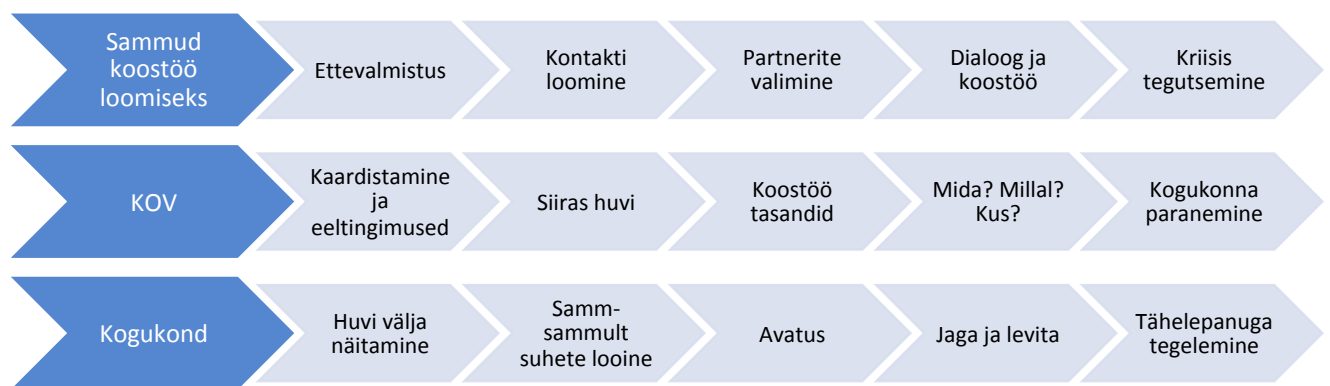 Sammud
koostöö
loomiseks
Ettevalmistus
Kontakti
loomine
Partnerite
valimine
Dialoog ja
koostöö
Kriisis
tegutsemine
KOV
Kaardistamine
ja
eeltingimused
Siiras huvi
Koostöö
tasandid
Mida? Millal?
Kus?
Kogukonna
paranemine
Kogukond
Huvi välja
näitamine
Samm-
sammult
suhete looine
Avatus
Jaga ja levita
Tähelepanuga
tegelemine